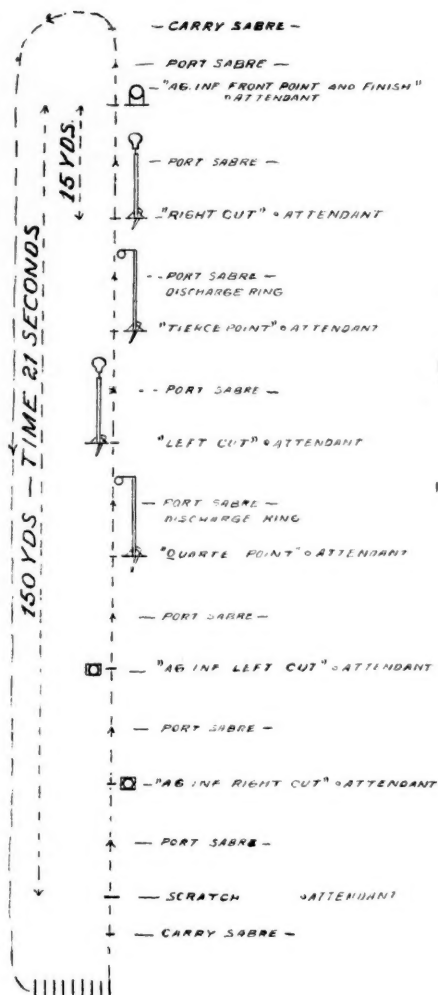 — CARRY SABRE —
— PORT SABRE —
"AG. INF. FRONT POINT AND FINISH"
ATTENDANT
15 YDS.
— PORT SABRE —
"RIGHT CUT" ATTENDANT
— PORT SABRE —
DISCHARGE RING
"TIERCE POINT" ATTENDANT
— PORT SABRE —
"LEFT CUT" ATTENDANT
— PORT SABRE —
DISCHARGE RING
"QUARTE POINT" ATTENDANT
150 YDS — TIME 21 SECONDS
— PORT SABRE —
"AG INF LEFT CUT" ATTENDANT
— PORT SABRE —
"AG INF RIGHT CUT" ATTENDANT
— PORT SABRE —
— SCRATCH ATTENDANT
— CARRY SABRE —